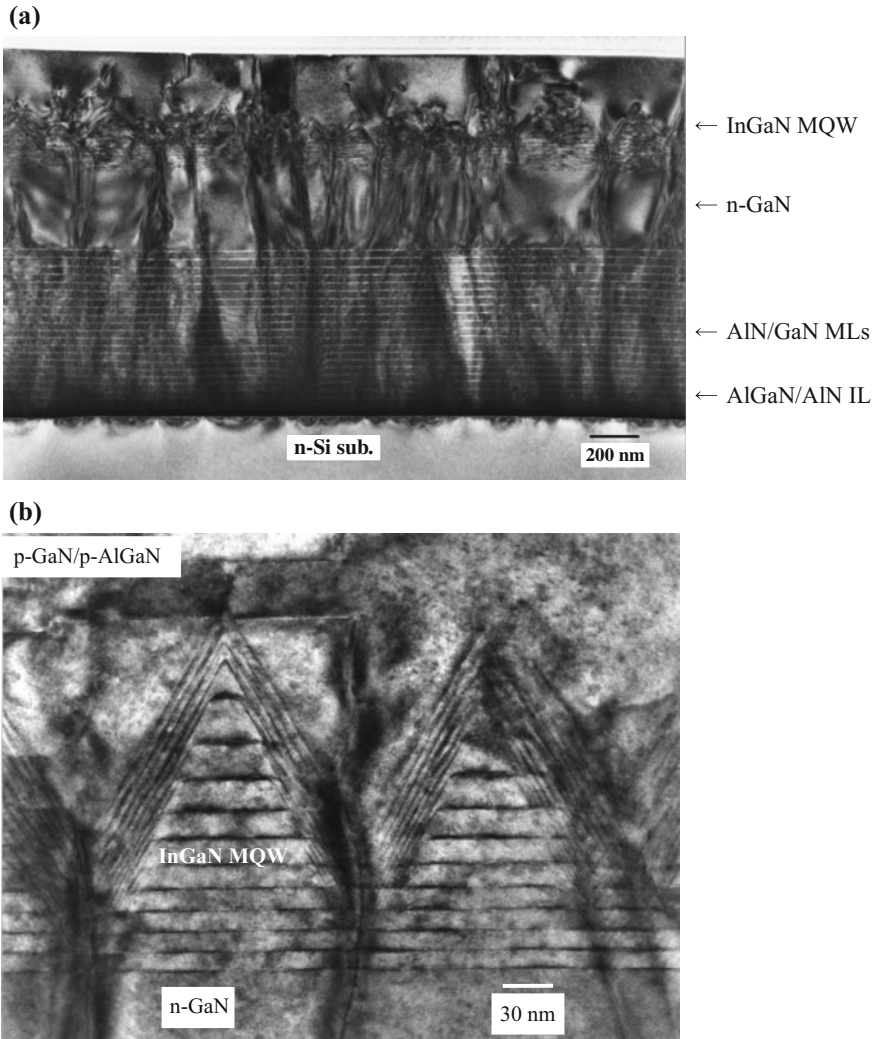 (a)
InGaN MQW
n-GaN
AlN/GaN MLs
AlGaN/AlN IL
n-Si sub.
200 nm
(b)
p-GaN/p-AlGaN
InGaN MQW
n-GaN
30 nm